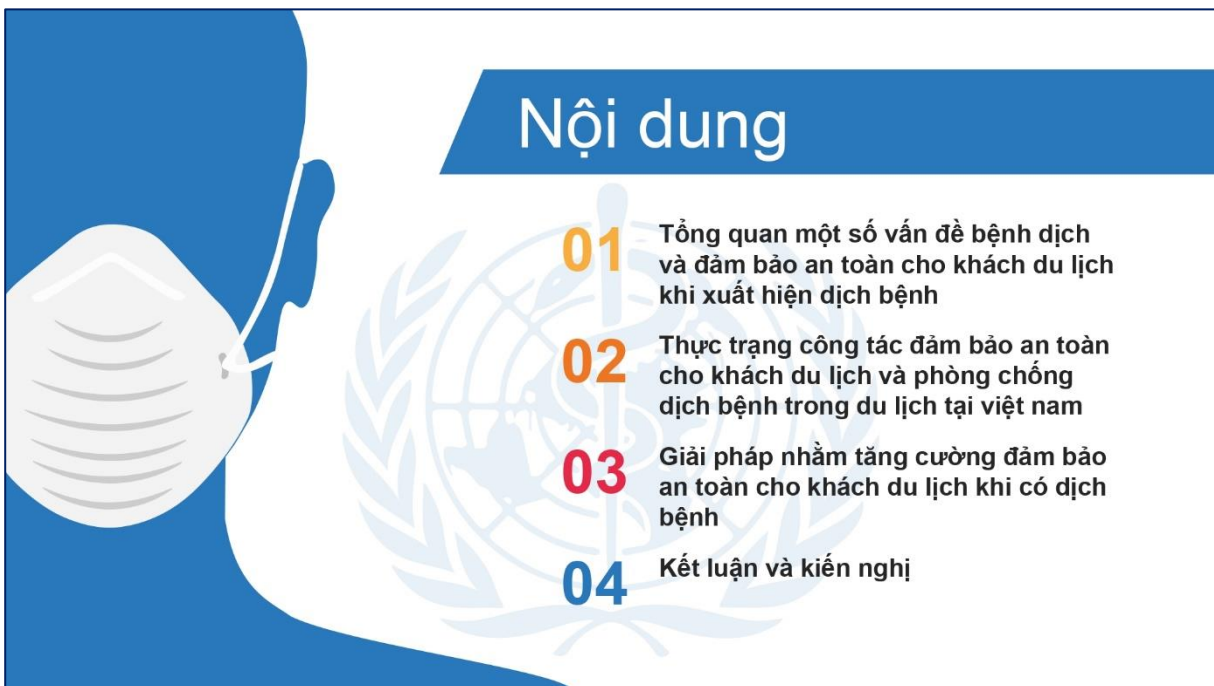 Nội dung
01
Tổng quan một số vấn đề bệnh dịch
và đảm bảo an toàn cho khách du lịch
khi xuất hiện dịch bệnh
02
Thực trạng công tác đảm bảo an toàn
cho khách du lịch và phòng chống
dịch bệnh trong du lịch tại việt nam
03
Giải pháp nhằm tăng cường đảm bảo
an toàn cho khách du lịch khi có dịch
bệnh
04
Kết luận và kiến nghị